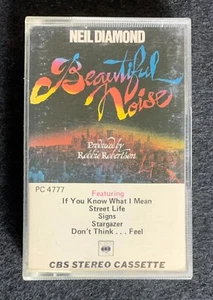 NEIL DIAMOND
Beautiful
Noise
Produced by
Robbie Robertson
PC 4777
Featuring
If You Know What I Mean
Street Life
Signs
Stargazer
Don't Think . . . Feel
CBS
CBS STEREO CASSETTE